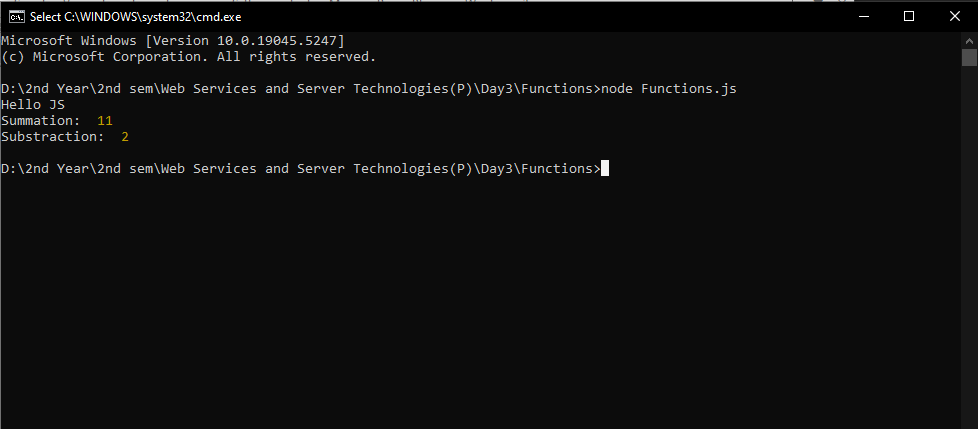 Select C:\WINDOWS\system32\cmd.exe
Microsoft Windows [Version 10.0.19045.5247]
(c) Microsoft Corporation. All rights reserved.
D:\2nd Year\2nd sem\Web Services and Server Technologies(P)\Day3\Functions>node Functions.js
Hello JS
Summation:  11
Substraction:  2
D:\2nd Year\2nd sem\Web Services and Server Technologies(P)\Day3\Functions>